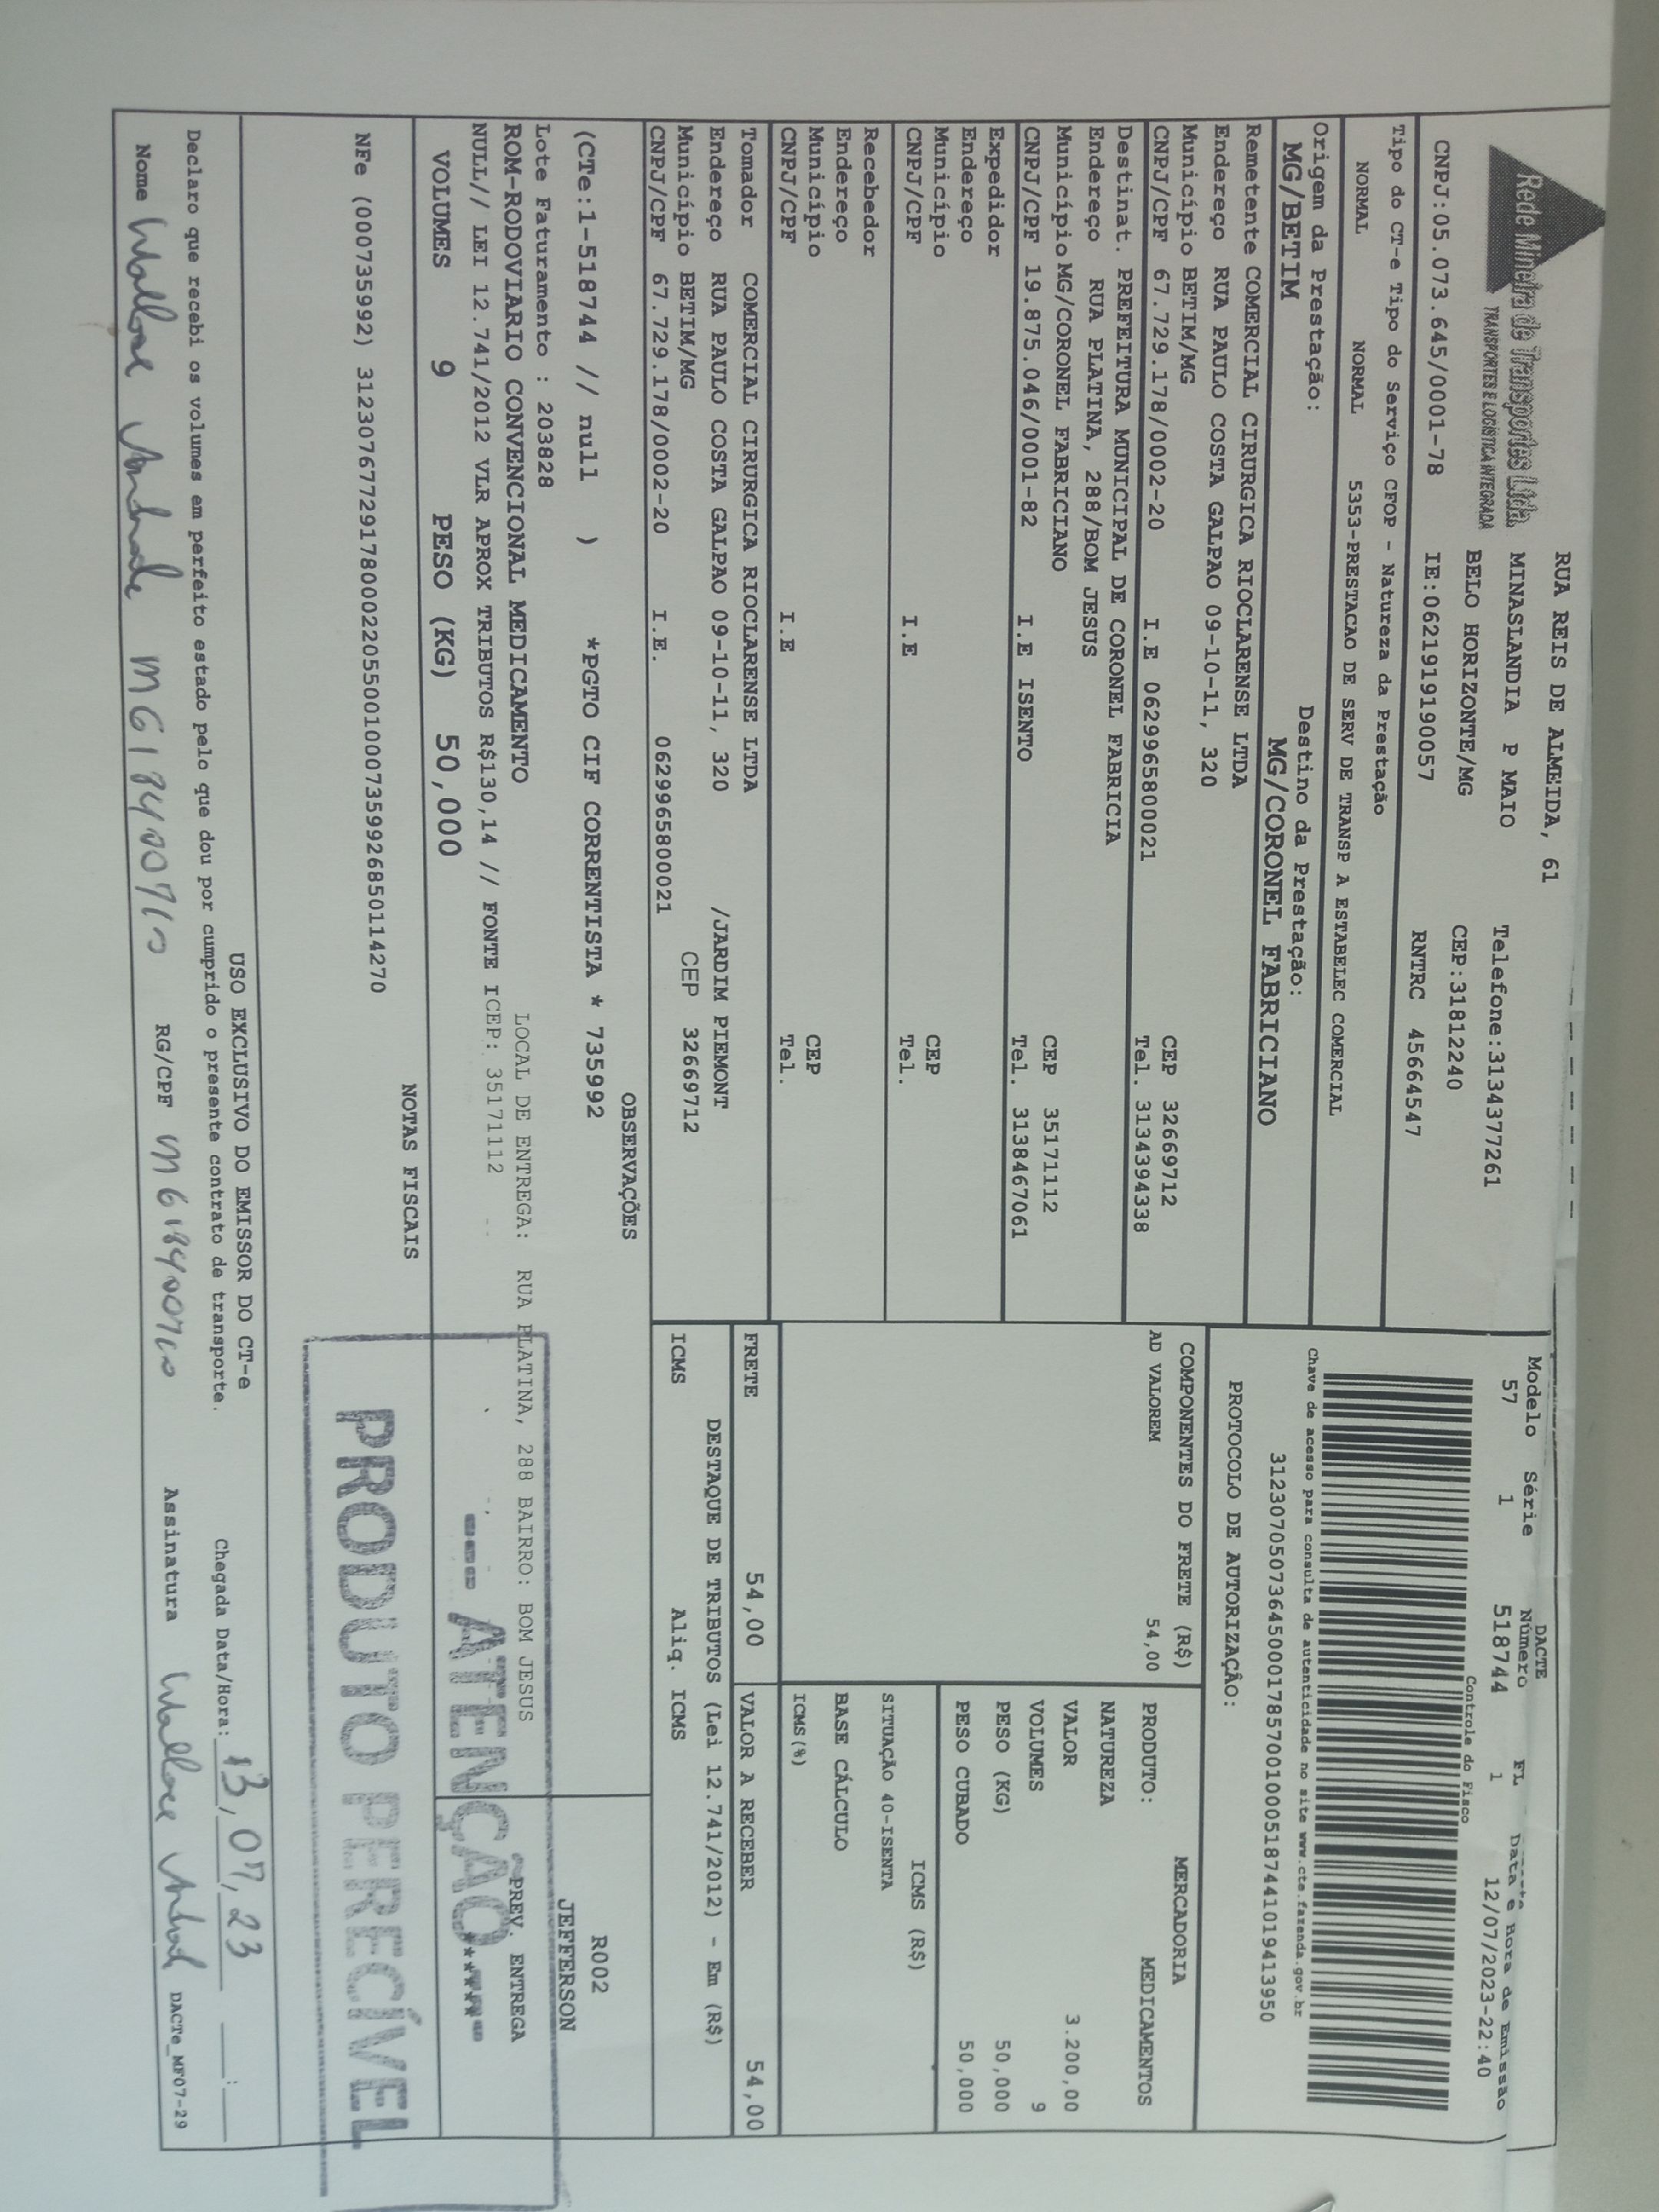 Rede Mineira de Transportes Ltda.
TRANSPORTES E LOGÍSTICA INTEGRADA
RUA REIS DE ALMEIDA, 61
MINASLANDIA P MAIO Telefone:3134377261
BELO HORIZONTE/MG CEP:31812240
CNPJ:05.073.645/0001-78 IE:0621919190057 RNTRC 45664547
Tipo do CT-e Tipo do Serviço CFOP - Natureza da Prestação
NORMAL NORMAL 5353-PRESTACAO DE SERV DE TRANSP A ESTABELEC COMERCIAL
Origem da Prestação: Destino da Prestação:
MG/BETIM MG/CORONEL FABRICIANO
DACTE
Modelo Série Número FL Data e Hora de Emissão
57 1 518744 1 12/07/2023-22:40
Controle do Fisco
Chave de acesso para consulta de autenticidade no site www.cte.fazenda.gov.br
31230705073645000178570010005187441019413950
PROTOCOLO DE AUTORIZAÇÃO:
Remetente COMERCIAL CIRURGICA RIOCLARENSE LTDA
Endereço RUA PAULO COSTA GALPAO 09-10-11, 320
Município BETIM/MG CEP 32669712
CNPJ/CPF 67.729.178/0002-20 I.E 0629965800021 Tel. 3134394338
Destinat. PREFEITURA MUNICIPAL DE CORONEL FABRICIA
Endereço RUA PLATINA, 288/BOM JESUS
Município MG/CORONEL FABRICIANO CEP 35171112
CNPJ/CPF 19.875.046/0001-82 I.E ISENTO Tel. 3138467061
Expedidor
Endereço
Município CEP
CNPJ/CPF I.E Tel.
Recebedor
Endereço
Município CEP
CNPJ/CPF I.E Tel.
Tomador COMERCIAL CIRURGICA RIOCLARENSE LTDA
Endereço RUA PAULO COSTA GALPAO 09-10-11, 320 /JARDIM PIEMONT
Município BETIM/MG CEP 32669712
CNPJ/CPF 67.729.178/0002-20 I.E. 0629965800021
COMPONENTES DO FRETE (R$)
AD VALOREM 54,00
MERCADORIA
PRODUTO: MEDICAMENTOS
NATUREZA
VALOR 3.200,00
VOLUMES 9
PESO (KG) 50,000
PESO CUBADO 50,000
ICMS (R$)
SITUAÇÃO 40-ISENTA
BASE CÁLCULO
ICMS(%)
FRETE 54,00 VALOR A RECEBER 54,00
DESTAQUE DE TRIBUTOS (Lei 12.741/2012) - Em (R$)
ICMS Aliq. ICMS
OBSERVAÇÕES
(CTe:1-518744 // null ) *PGTO CIF CORRENTISTA * 735992
R002
JEFFERSON
Lote Faturamento : 203828
LOCAL DE ENTREGA: RUA PLATINA, 288 BAIRRO: BOM JESUS
PREV. ENTREGA
ROM-RODOVIARIO CONVENCIONAL MEDICAMENTO
NULL// LEI 12.741/2012 VLR APROX TRIBUTOS R$130,14 // FONTE ICEP: 35171112
VOLUMES 9 PESO (KG) 50,000
ATENÇÃO
PRODUTO PERECÍVEL
NOTAS FISCAIS
NFe (000735992) 31230767729178000220550010007359926850114270
USO EXCLUSIVO DO EMISSOR DO CT-e
Declaro que recebi os volumes em perfeito estado pelo que dou por cumprido o presente contrato de transporte. Chegada Data/Hora: 13,07,23
Nome Wallace Andrade RG/CPF Assinatura Wallace DACTe_MF07-29